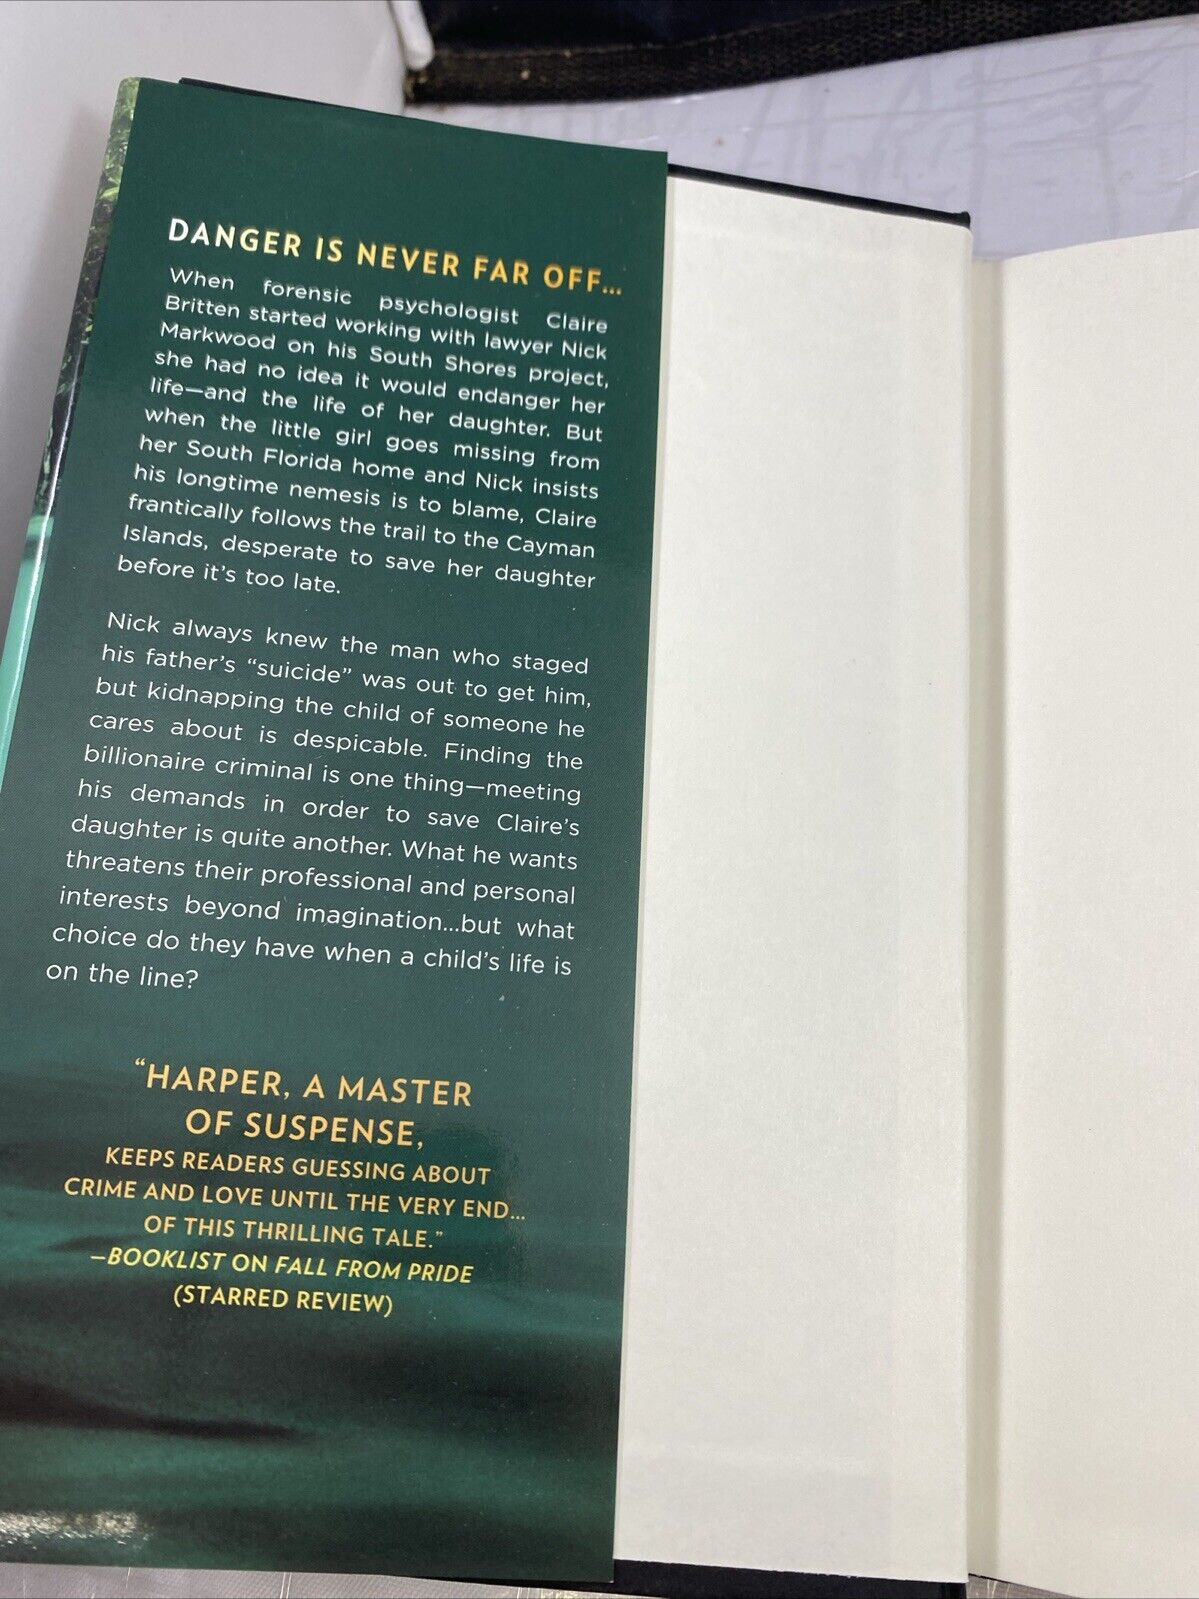 DANGER IS NEVER FAR OFF...
When forensic psychologist Claire
Britten started working with lawyer Nick
Markwood on his South Shores project,
she had no idea it would endanger her
life—and the life of her daughter. But
when the little girl goes missing from
her South Florida home and Nick insists
his longtime nemesis is to blame, Claire
frantically follows the trail to the Cayman
Islands, desperate to save her daughter
before it's too late.
Nick always knew the man who staged
his father's “suicide” was out to get him,
but kidnapping the child of someone he
cares about is despicable. Finding the
billionaire criminal is one thing—meeting
his demands in order to save Claire's
daughter is quite another. What he wants
threatens their professional and personal
interests beyond imagination...but what
choice do they have when a child's life is
on the line?
“HARPER, A MASTER
OF SUSPENSE,
KEEPS READERS GUESSING ABOUT
CRIME AND LOVE UNTIL THE VERY END...
OF THIS THRILLING TALE.”
—BOOKLIST ON FALL FROM PRIDE
(STARRED REVIEW)